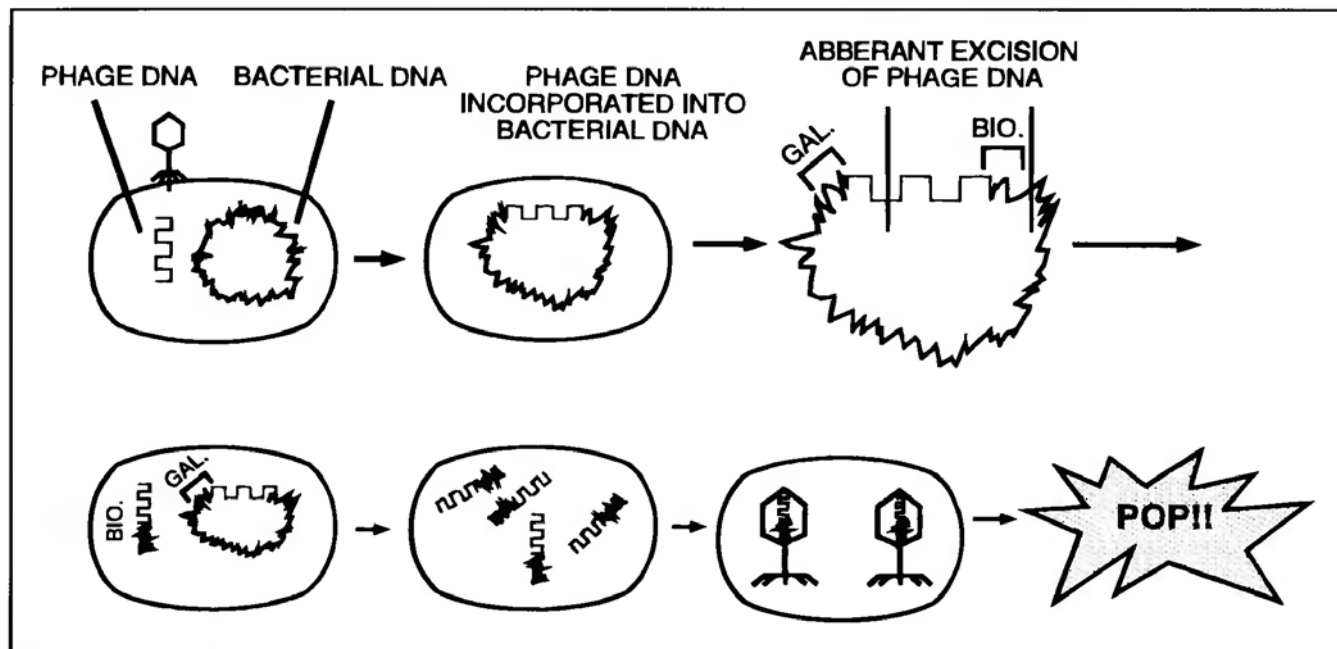 PHAGE DNA
BACTERIAL DNA
PHAGE DNA
INCORPORATED INTO
BACTERIAL DNA
ABBERANT EXCISION
OF PHAGE DNA
GAL.
BIO.
BIO.
GAL.
POP!!